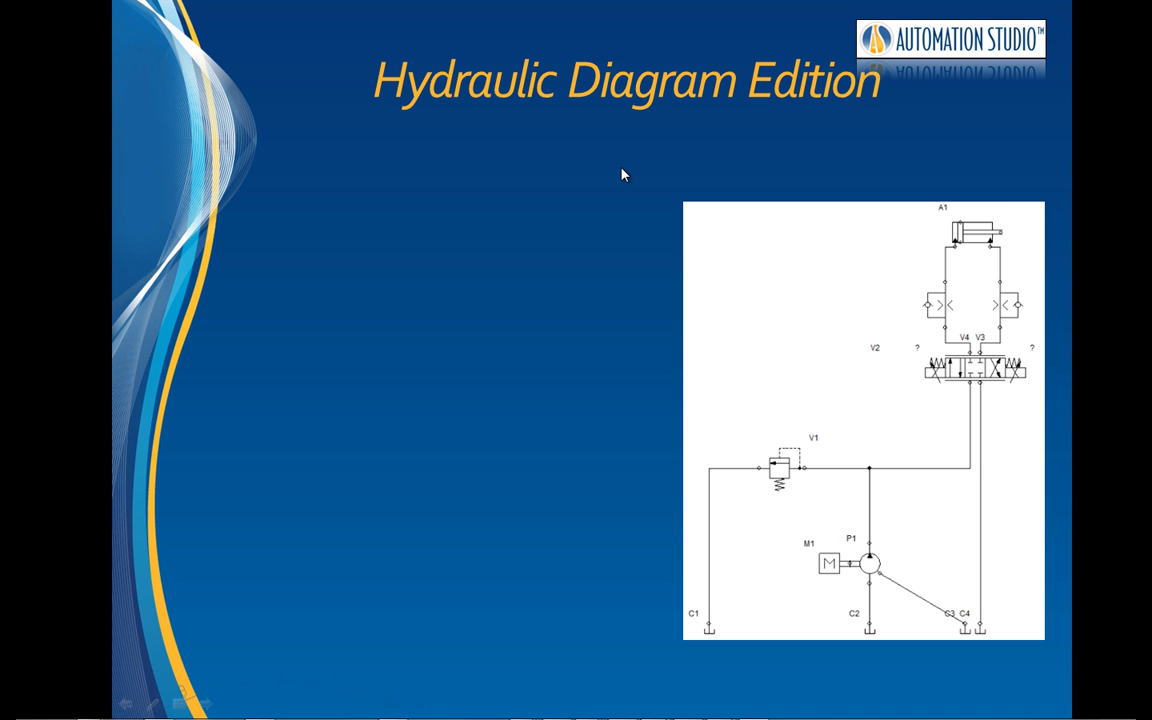 AUTOMATION STUDIO™
Hydraulic Diagram Edition
A1
V4 V3
V2 ? ?
V1
P1
M1
M
C1 C2 C3 C4